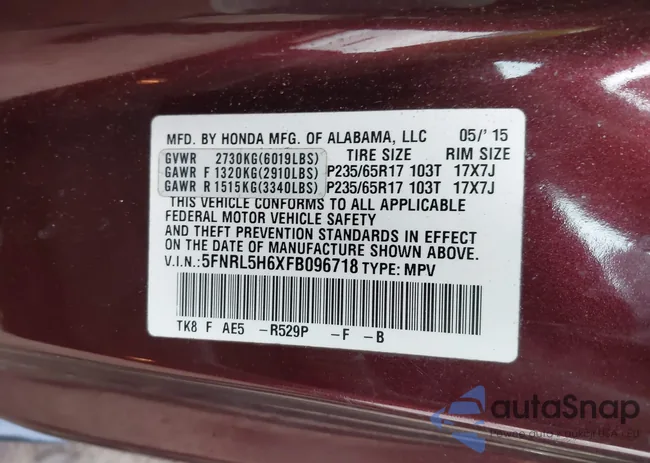 MFD. BY HONDA MFG. OF ALABAMA, LLC 05/'15
GVWR 2730KG(6019LBS) TIRE SIZE RIM SIZE
GAWR F 1320KG(2910LBS) P235/65R17 103T 17X7J
GAWR R 1515KG(3340LBS) P235/65R17 103T 17X7J
THIS VEHICLE CONFORMS TO ALL APPLICABLE
FEDERAL MOTOR VEHICLE SAFETY
AND THEFT PREVENTION STANDARDS IN EFFECT
ON THE DATE OF MANUFACTURE SHOWN ABOVE.
V.I.N.: 5FNRL5H6XFB096718 TYPE: MPV
TK8 F AE5 -R529P -F -B
autoSnap